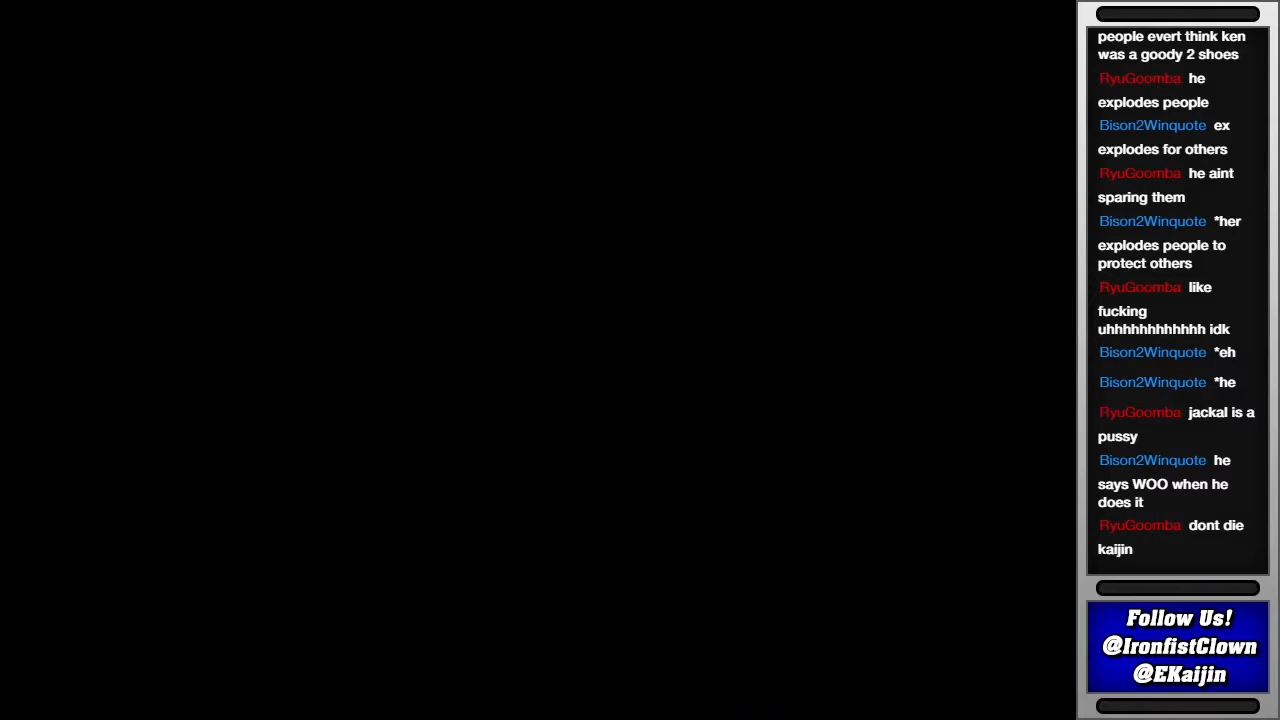 people evert think ken
was a goody 2 shoes
RyuGoomba he
explodes people
Bison2Winquote ex
explodes for others
RyuGoomba he aint
sparing them
Bison2Winquote *her
explodes people to
protect others
RyuGoomba like
fucking
uhhhhhhhhhhhh idk
Bison2Winquote *eh
Bison2Winquote *he
RyuGoomba jackal is a
pussy
Bison2Winquote he
says WOO when he
does it
RyuGoomba dont die
kaijin
Follow Us!
@IronfistClown
@EKaijin